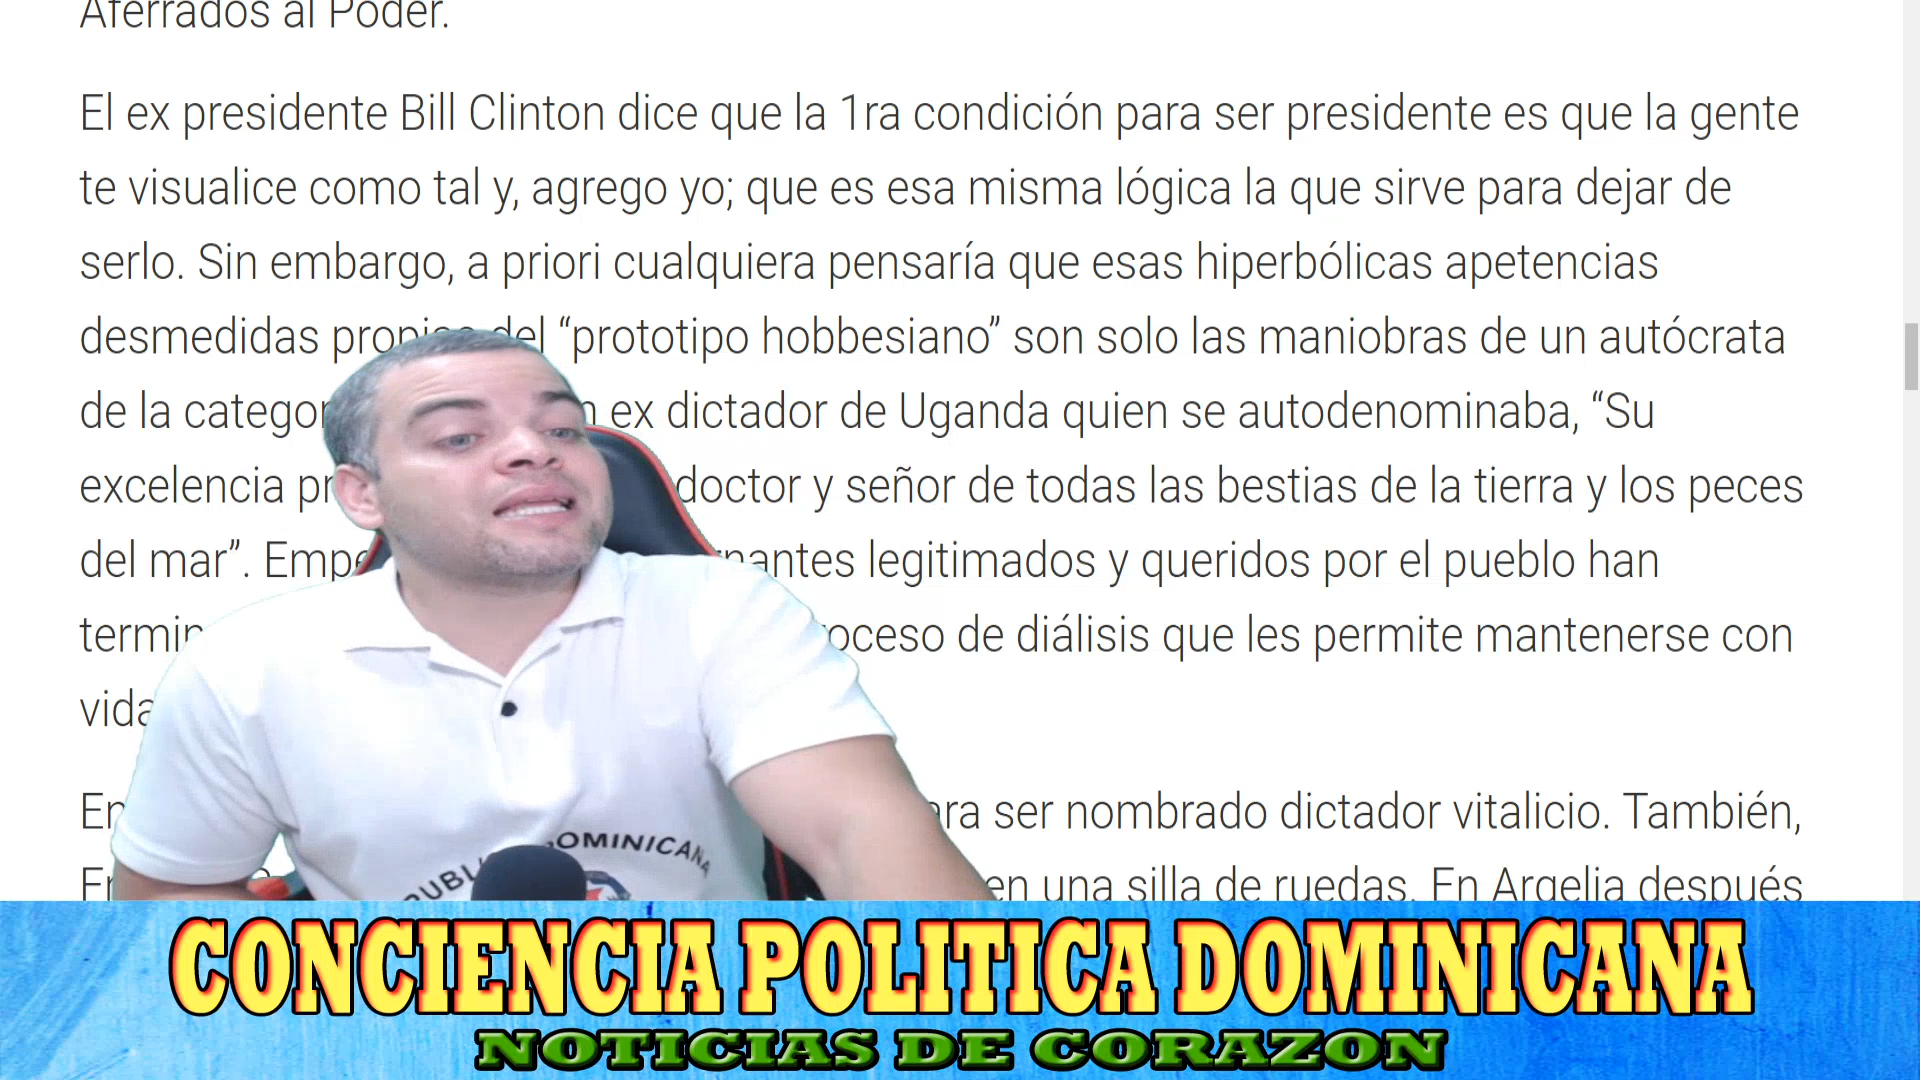 Aferrados al Poder.
El ex presidente Bill Clinton dice que la 1ra condición para ser presidente es que la gente
te visualice como tal y, agrego yo; que es esa misma lógica la que sirve para dejar de
serlo. Sin embargo, a priori cualquiera pensaría que esas hiperbólicas apetencias
desmedidas propias del “prototipo hobbesiano” son solo las maniobras de un autócrata
de la ex dictador de Uganda quien se autodenominaba, “Su
excelencia doctor y señor de todas las bestias de la tierra y los peces
del mar”. legitimados y queridos por el pueblo han
de diálisis que les permite mantenerse con
ser nombrado dictador vitalicio. También,
en una silla de ruedas. En Argelia después
DOMINICANA
CONCIENCIA POLITICA DOMINICANA
NOTICIAS DE CORAZON